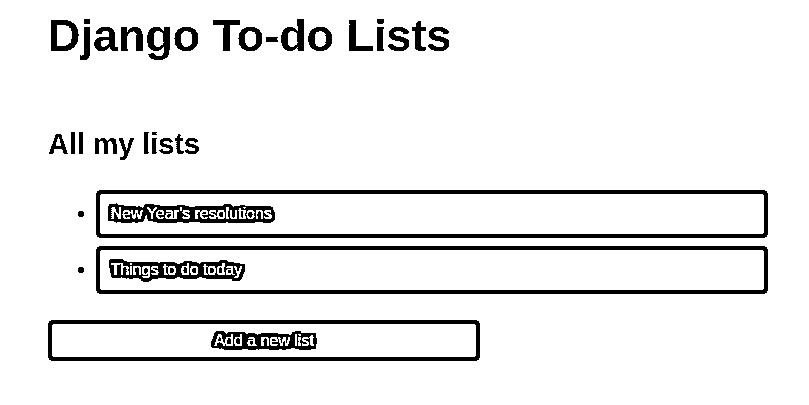 Django To-do Lists
All my lists
New Year's resolutions
Things to do today
Add a new list